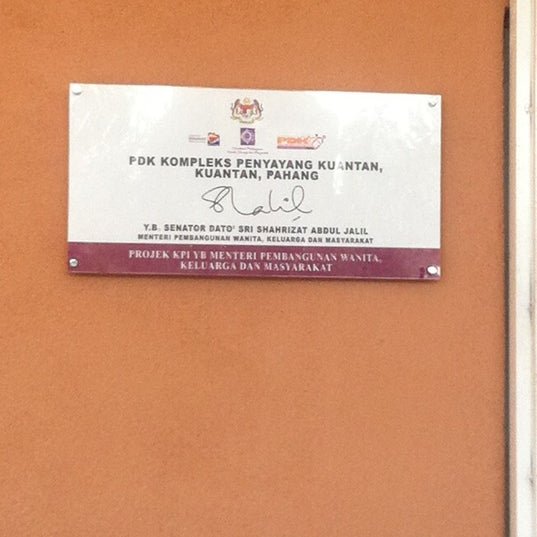 PDK
PDK KOMPLEKS PENYAYANG KUANTAN,
KUANTAN, PAHANG
Y.B. SENATOR DATO' SRI SHAHRIZAT ABDUL JALIL
MENTERI PEMBANGUNAN WANITA, KELUARGA DAN MASYARAKAT
PROJEK KPI YB MENTERI PEMBANGUNAN WANITA,
KELUARGA DAN MASYARAKAT